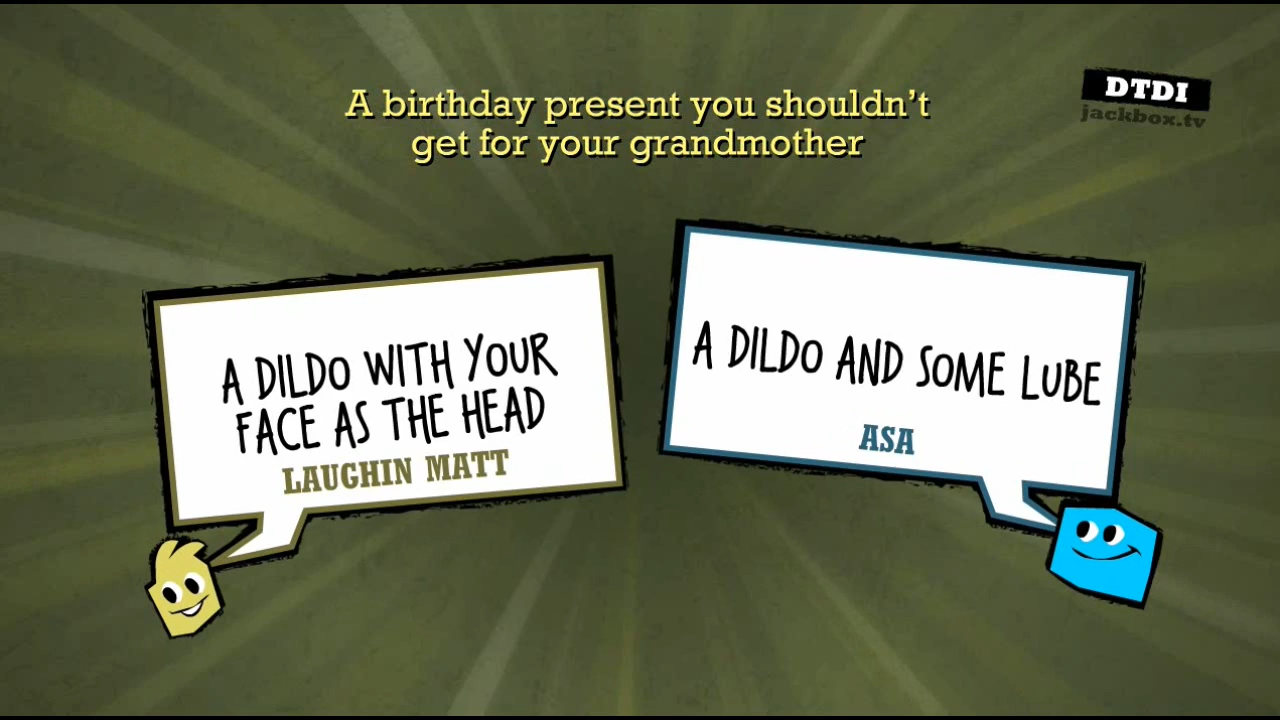 A birthday present you shouldn't
get for your grandmother
DTDI
jackbox.tv
A DILDO WITH YOUR
FACE AS THE HEAD
LAUGHIN MATT
A DILDO AND SOME LUBE
ASA